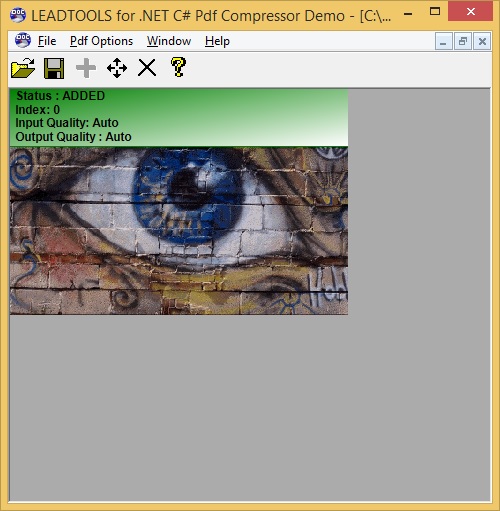 LEADTOOLS for .NET C# Pdf Compressor Demo - [C:\...
File Pdf Options Window Help
Status : ADDED
Index: 0
Input Quality: Auto
Output Quality : Auto